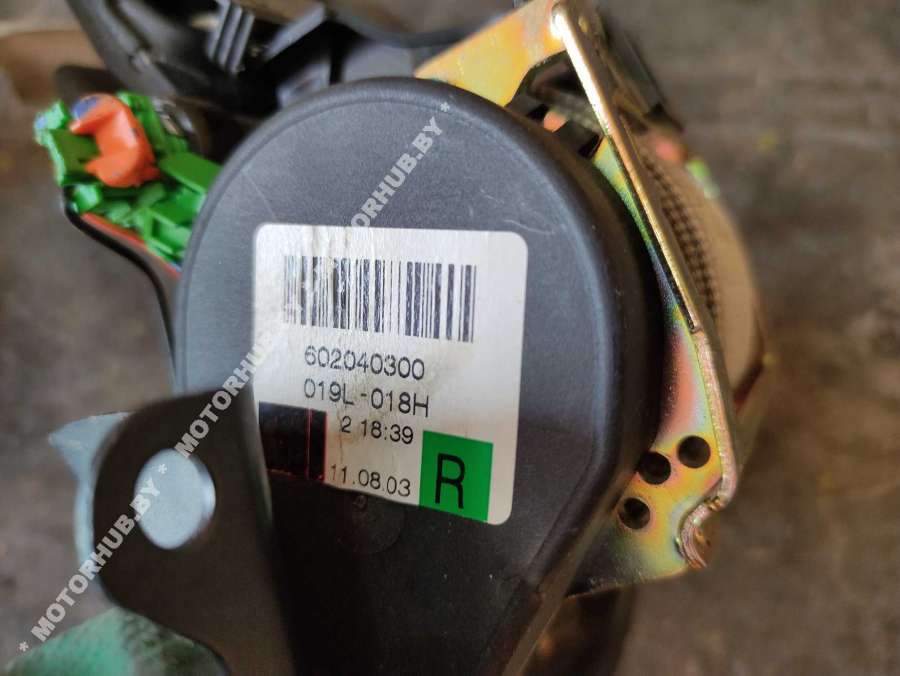 602040300
019L-018H
2 18:39
11.08.03
R
* MOTORHUB.BY *
* MOTORHUB.BY * MOTORHUB.BY *